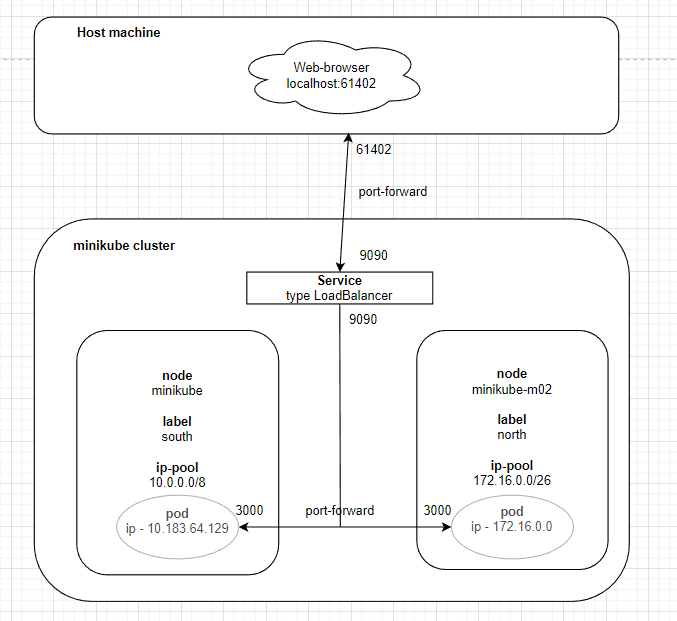 Host machine
Web-browser
localhost:61402
61402
port-forward
minikube cluster
9090
Service
type LoadBalancer
9090
node
minikube
label
south
ip-pool
10.0.0.0/8
pod
ip - 10.183.64.129
node
minikube-m02
label
north
ip-pool
172.16.0.0/26
pod
ip - 172.16.0.0
3000
port-forward
3000